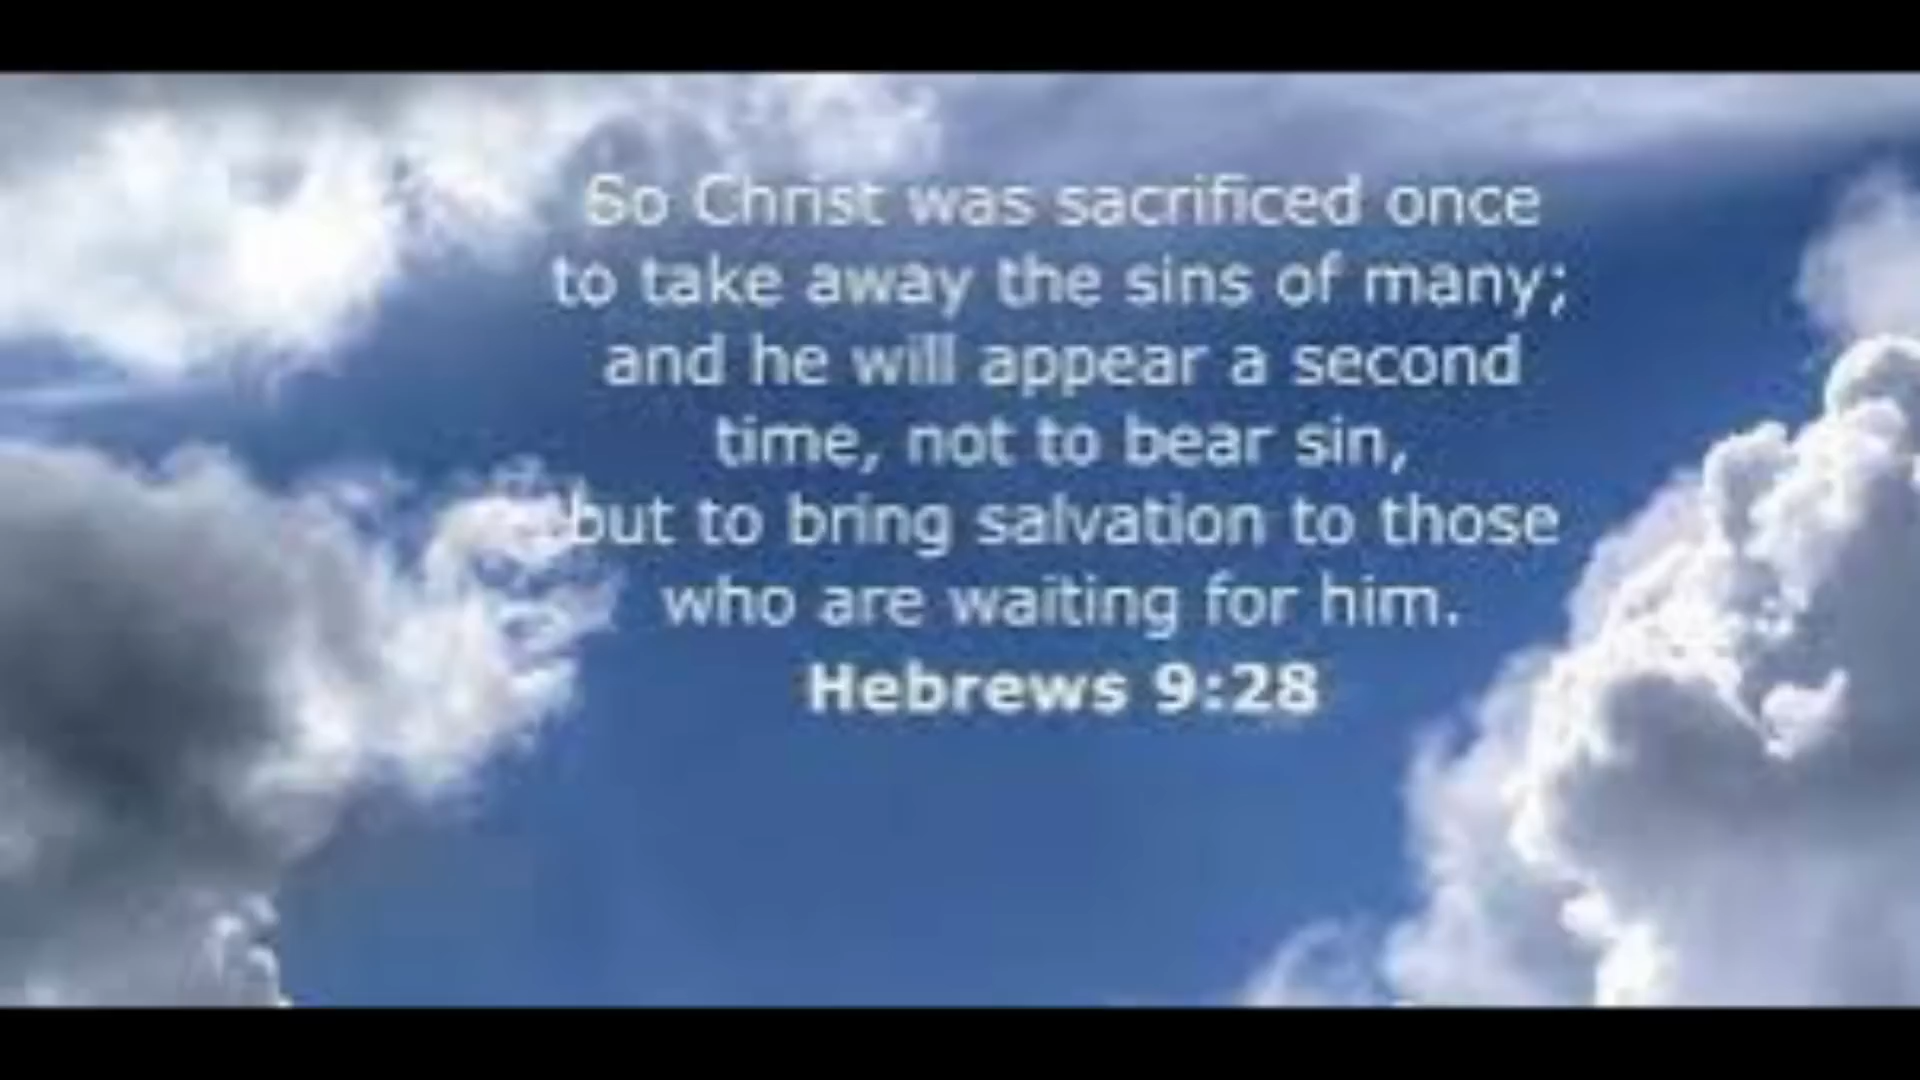 So Christ was sacrificed once
to take away the sins of many;
and he will appear a second
time, not to bear sin,
but to bring salvation to those
who are waiting for him.
Hebrews 9:28